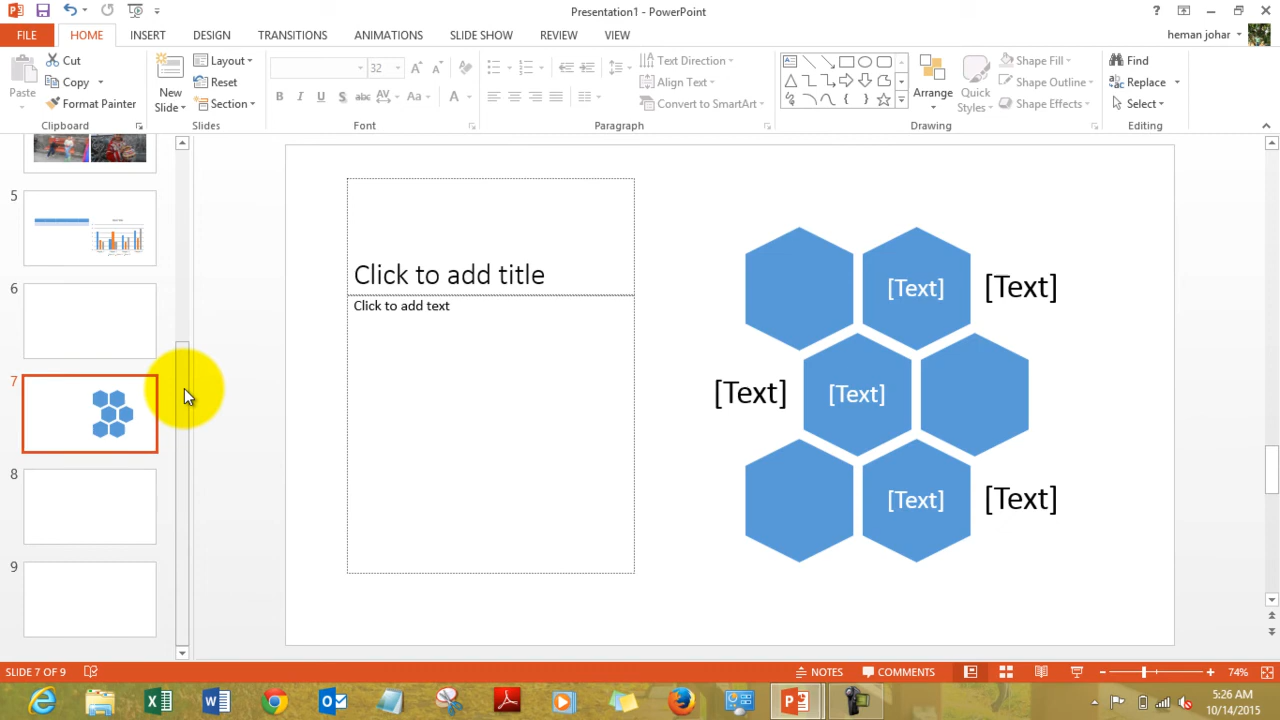 Presentation1 - PowerPoint
?
FILE HOME INSERT DESIGN TRANSITIONS ANIMATIONS SLIDE SHOW REVIEW VIEW heman johar
Paste
Cut
Copy
Format Painter
Clipboard
New
Slide
Layout
Reset
Section
Slides
32
B I U S abc AV Aa A
Font
Text Direction
Align Text
Convert to SmartArt
Paragraph
Arrange
Quick
Styles
Shape Fill
Shape Outline
Shape Effects
Drawing
Find
Replace
Select
Editing
5
6
7
8
9
Click to add title
Click to add text
[Text] [Text]
[Text] [Text]
[Text] [Text]
SLIDE 7 OF 9 NOTES COMMENTS 74%
5:26 AM
10/14/2015